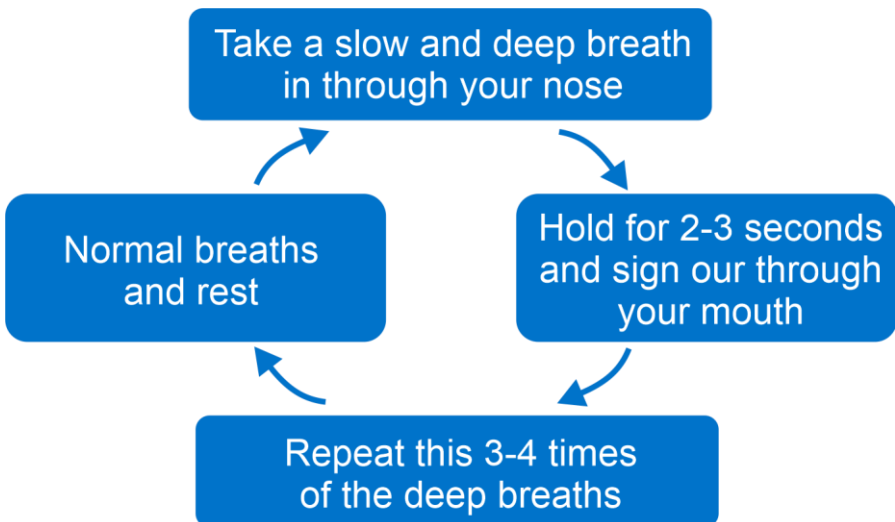 Take a slow and deep breath
in through your nose
Hold for 2-3 seconds
and sign our through
your mouth
Repeat this 3-4 times
of the deep breaths
Normal breaths
and rest